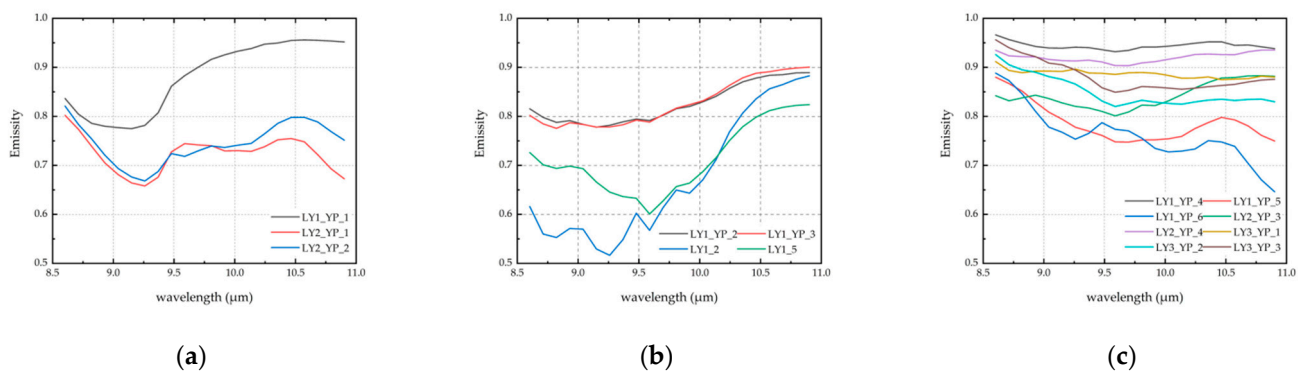 1.0
0.9
0.8
0.7
0.6
0.5
Emissity
LY1_YP_1
LY2_YP_1
LY2_YP_2
8.5 9.0 9.5 10.0 10.5 11.0
wavelength (μm)
(a)
1.0
0.9
0.8
0.7
0.6
0.5
Emissity
LY1_YP_2 LY1_YP_3
LY1_2 LY1_5
8.5 9.0 9.5 10.0 10.5 11.0
wavelength (μm)
(b)
1.0
0.9
0.8
0.7
0.6
0.5
Emissity
LY1_YP_4 LY1_YP_5
LY1_YP_6 LY2_YP_3
LY2_YP_4 LY3_YP_1
LY3_YP_2 LY3_YP_3
8.5 9.0 9.5 10.0 10.5 11.0
wavelength (μm)
(c)